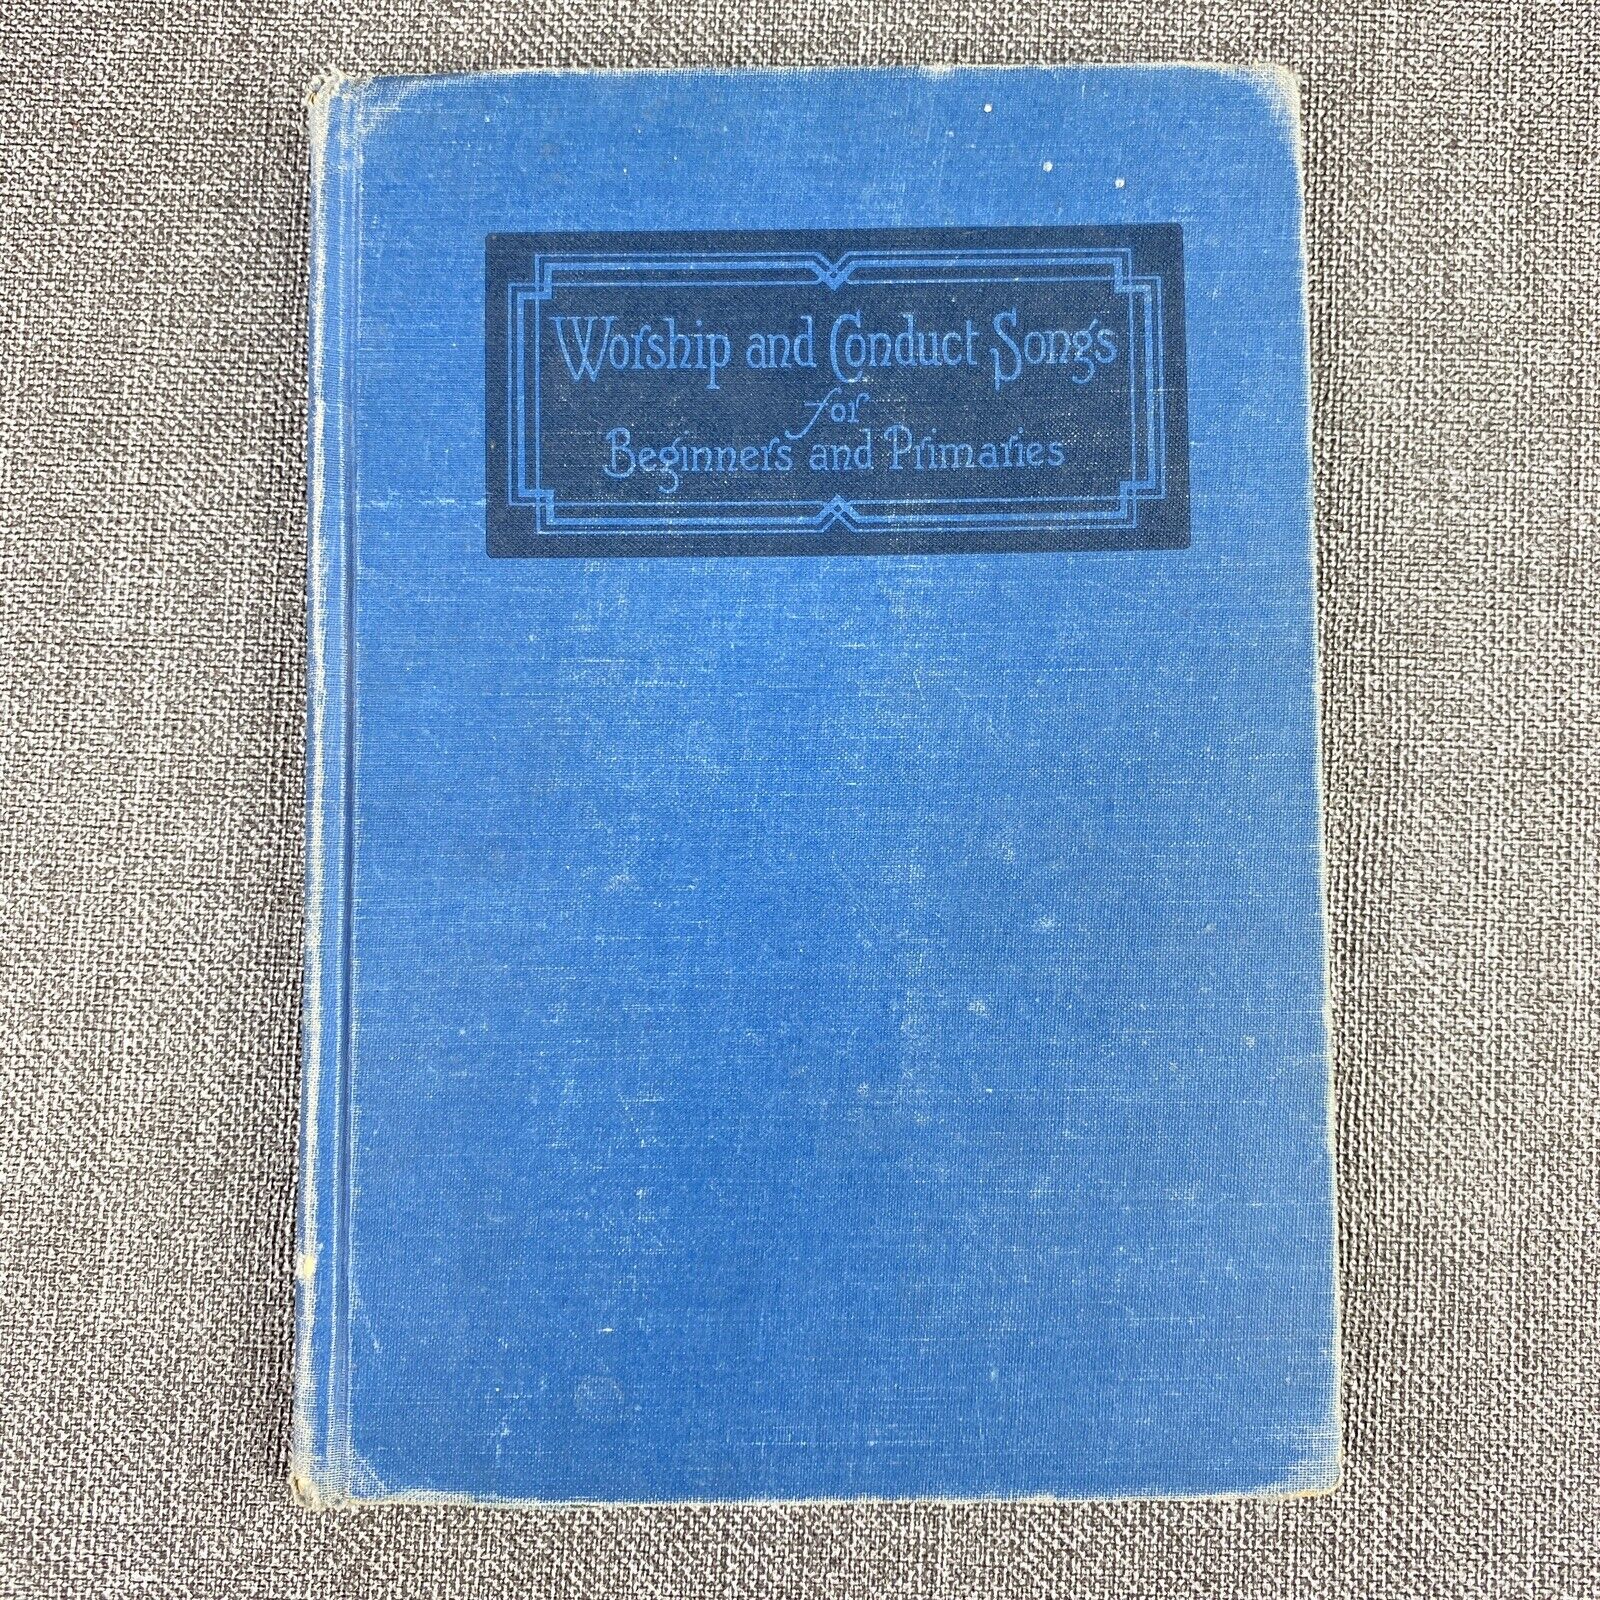 Worship and Conduct Songs
for
Beginners and Primaries